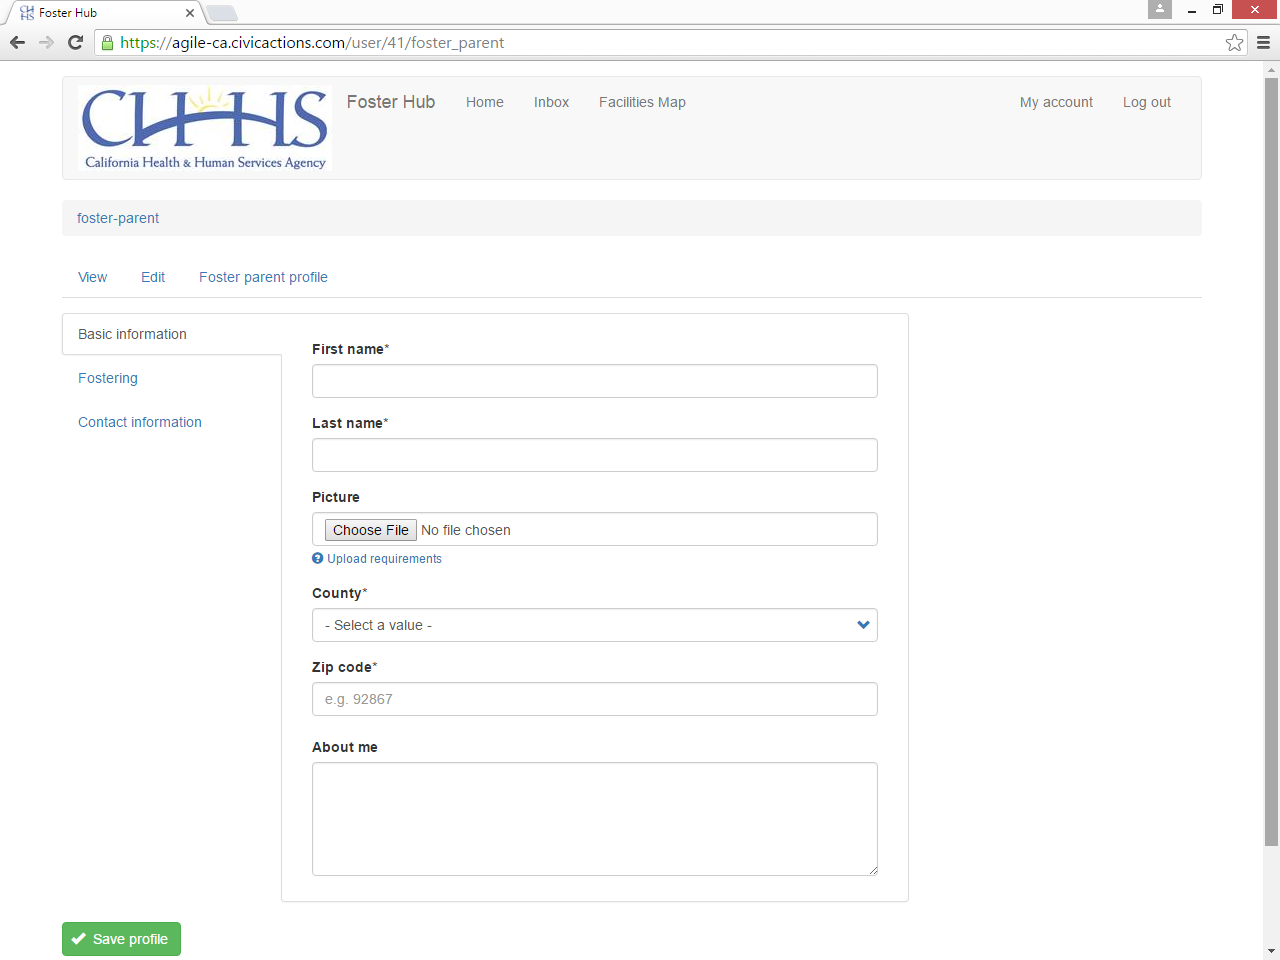 Foster Hub
https://agile-ca.civicactions.com/user/41/foster_parent
CHHS
California Health & Human Services Agency
Foster Hub Home Inbox Facilities Map My account Log out
foster-parent
View Edit Foster parent profile
Basic information
Fostering
Contact information
First name*
Last name*
Picture
Choose File No file chosen
Upload requirements
County*
- Select a value -
Zip code*
e.g. 92867
About me
Save profile